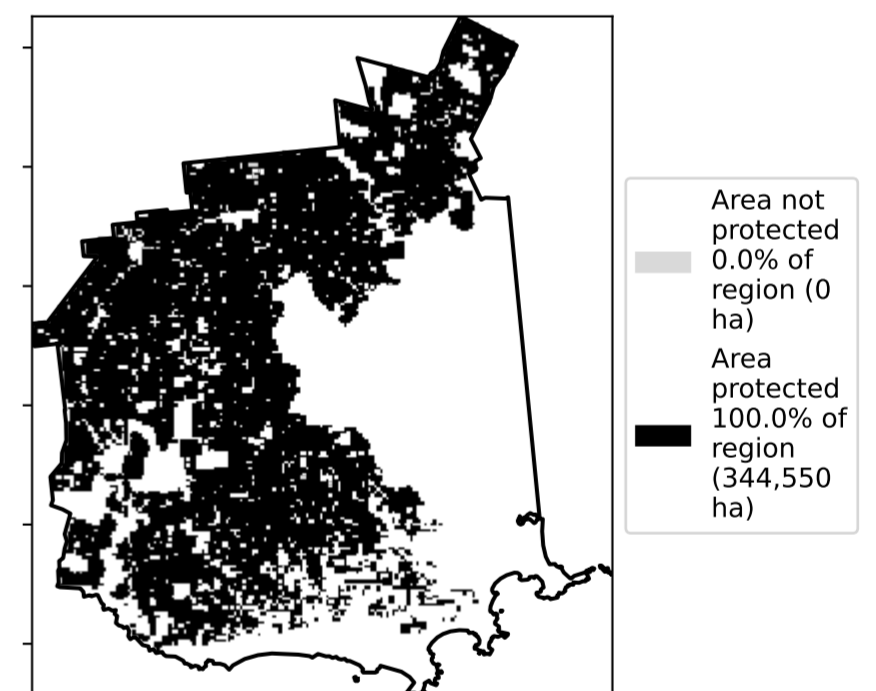 Area not
protected
0.0% of
region (0
ha)
Area
protected
100.0% of
region
(344,550
ha)